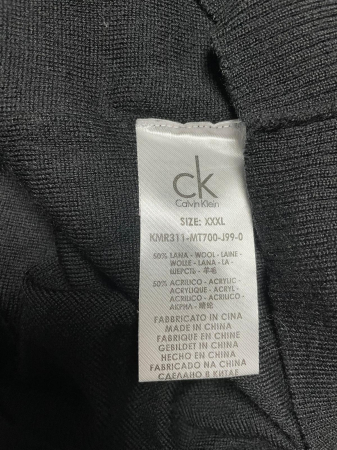 ck
Calvin Klein
SIZE: XXXL
KMR311-MT700-J99-0
50% LANA - WOOL - LAINE -
WOLLE - LANA - LA -
ШЕРСТЬ - 羊毛
50% ACRILICO - ACRYLIC -
ACRYLIQUE - ACRYL -
ACRILICO - ACRILICO -
АКРИЛ - 腈纶
FABBRICATO IN CINA
MADE IN CHINA
FABRIQUE EN CHINE
GEBILDET IN CHINA
HECHO EN CHINA
FABRICADO NA CHINA
СДЕЛАНО В КИТАЕ